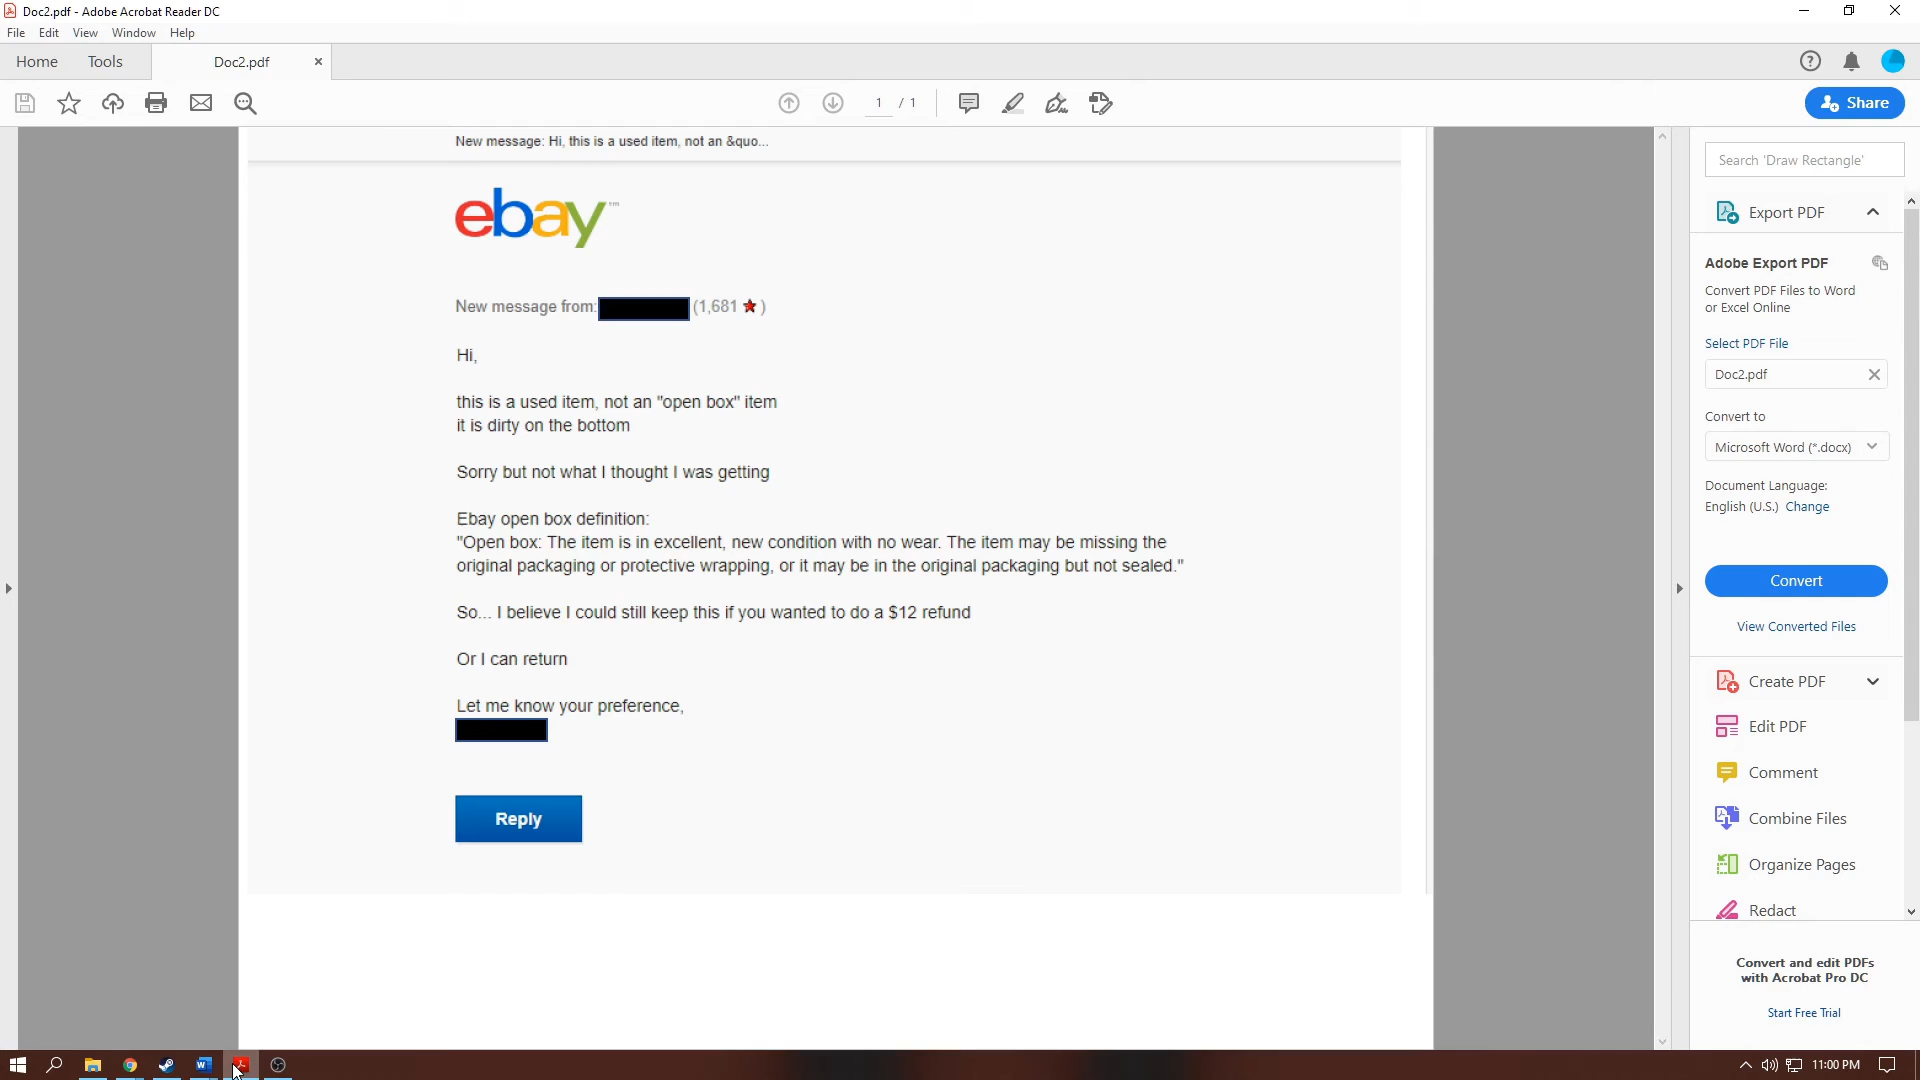 Doc2.pdf - Adobe Acrobat Reader DC
File Edit View Window Help
Home Tools Doc2.pdf
1 / 1
Share
New message: Hi, this is a used item, not an &quo...
ebay™
New message from: (1,681 )
Hi,
this is a used item, not an "open box" item
it is dirty on the bottom
Sorry but not what I thought I was getting
Ebay open box definition:
"Open box: The item is in excellent, new condition with no wear. The item may be missing the
original packaging or protective wrapping, or it may be in the original packaging but not sealed."
So... I believe I could still keep this if you wanted to do a $12 refund
Or I can return
Let me know your preference,
Reply
Search 'Draw Rectangle'
Export PDF
Adobe Export PDF
Convert PDF Files to Word
or Excel Online
Select PDF File
Doc2.pdf
Convert to
Microsoft Word (*.docx)
Document Language:
English (U.S.) Change
Convert
View Converted Files
Create PDF
Edit PDF
Comment
Combine Files
Organize Pages
Redact
Convert and edit PDFs
with Acrobat Pro DC
Start Free Trial
11:00 PM